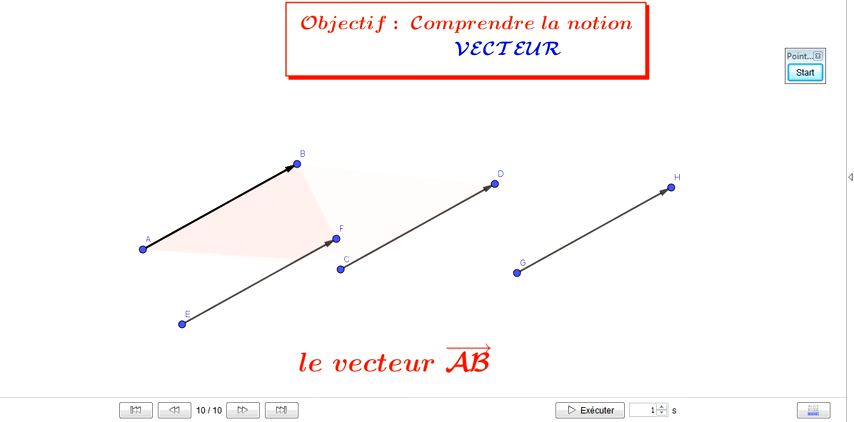 Objectif : Comprendre la notion
VECTEUR
Point...
Start
B
D
H
A
F
C
G
E
le vecteur AB
10 / 10
Exécuter
1
s